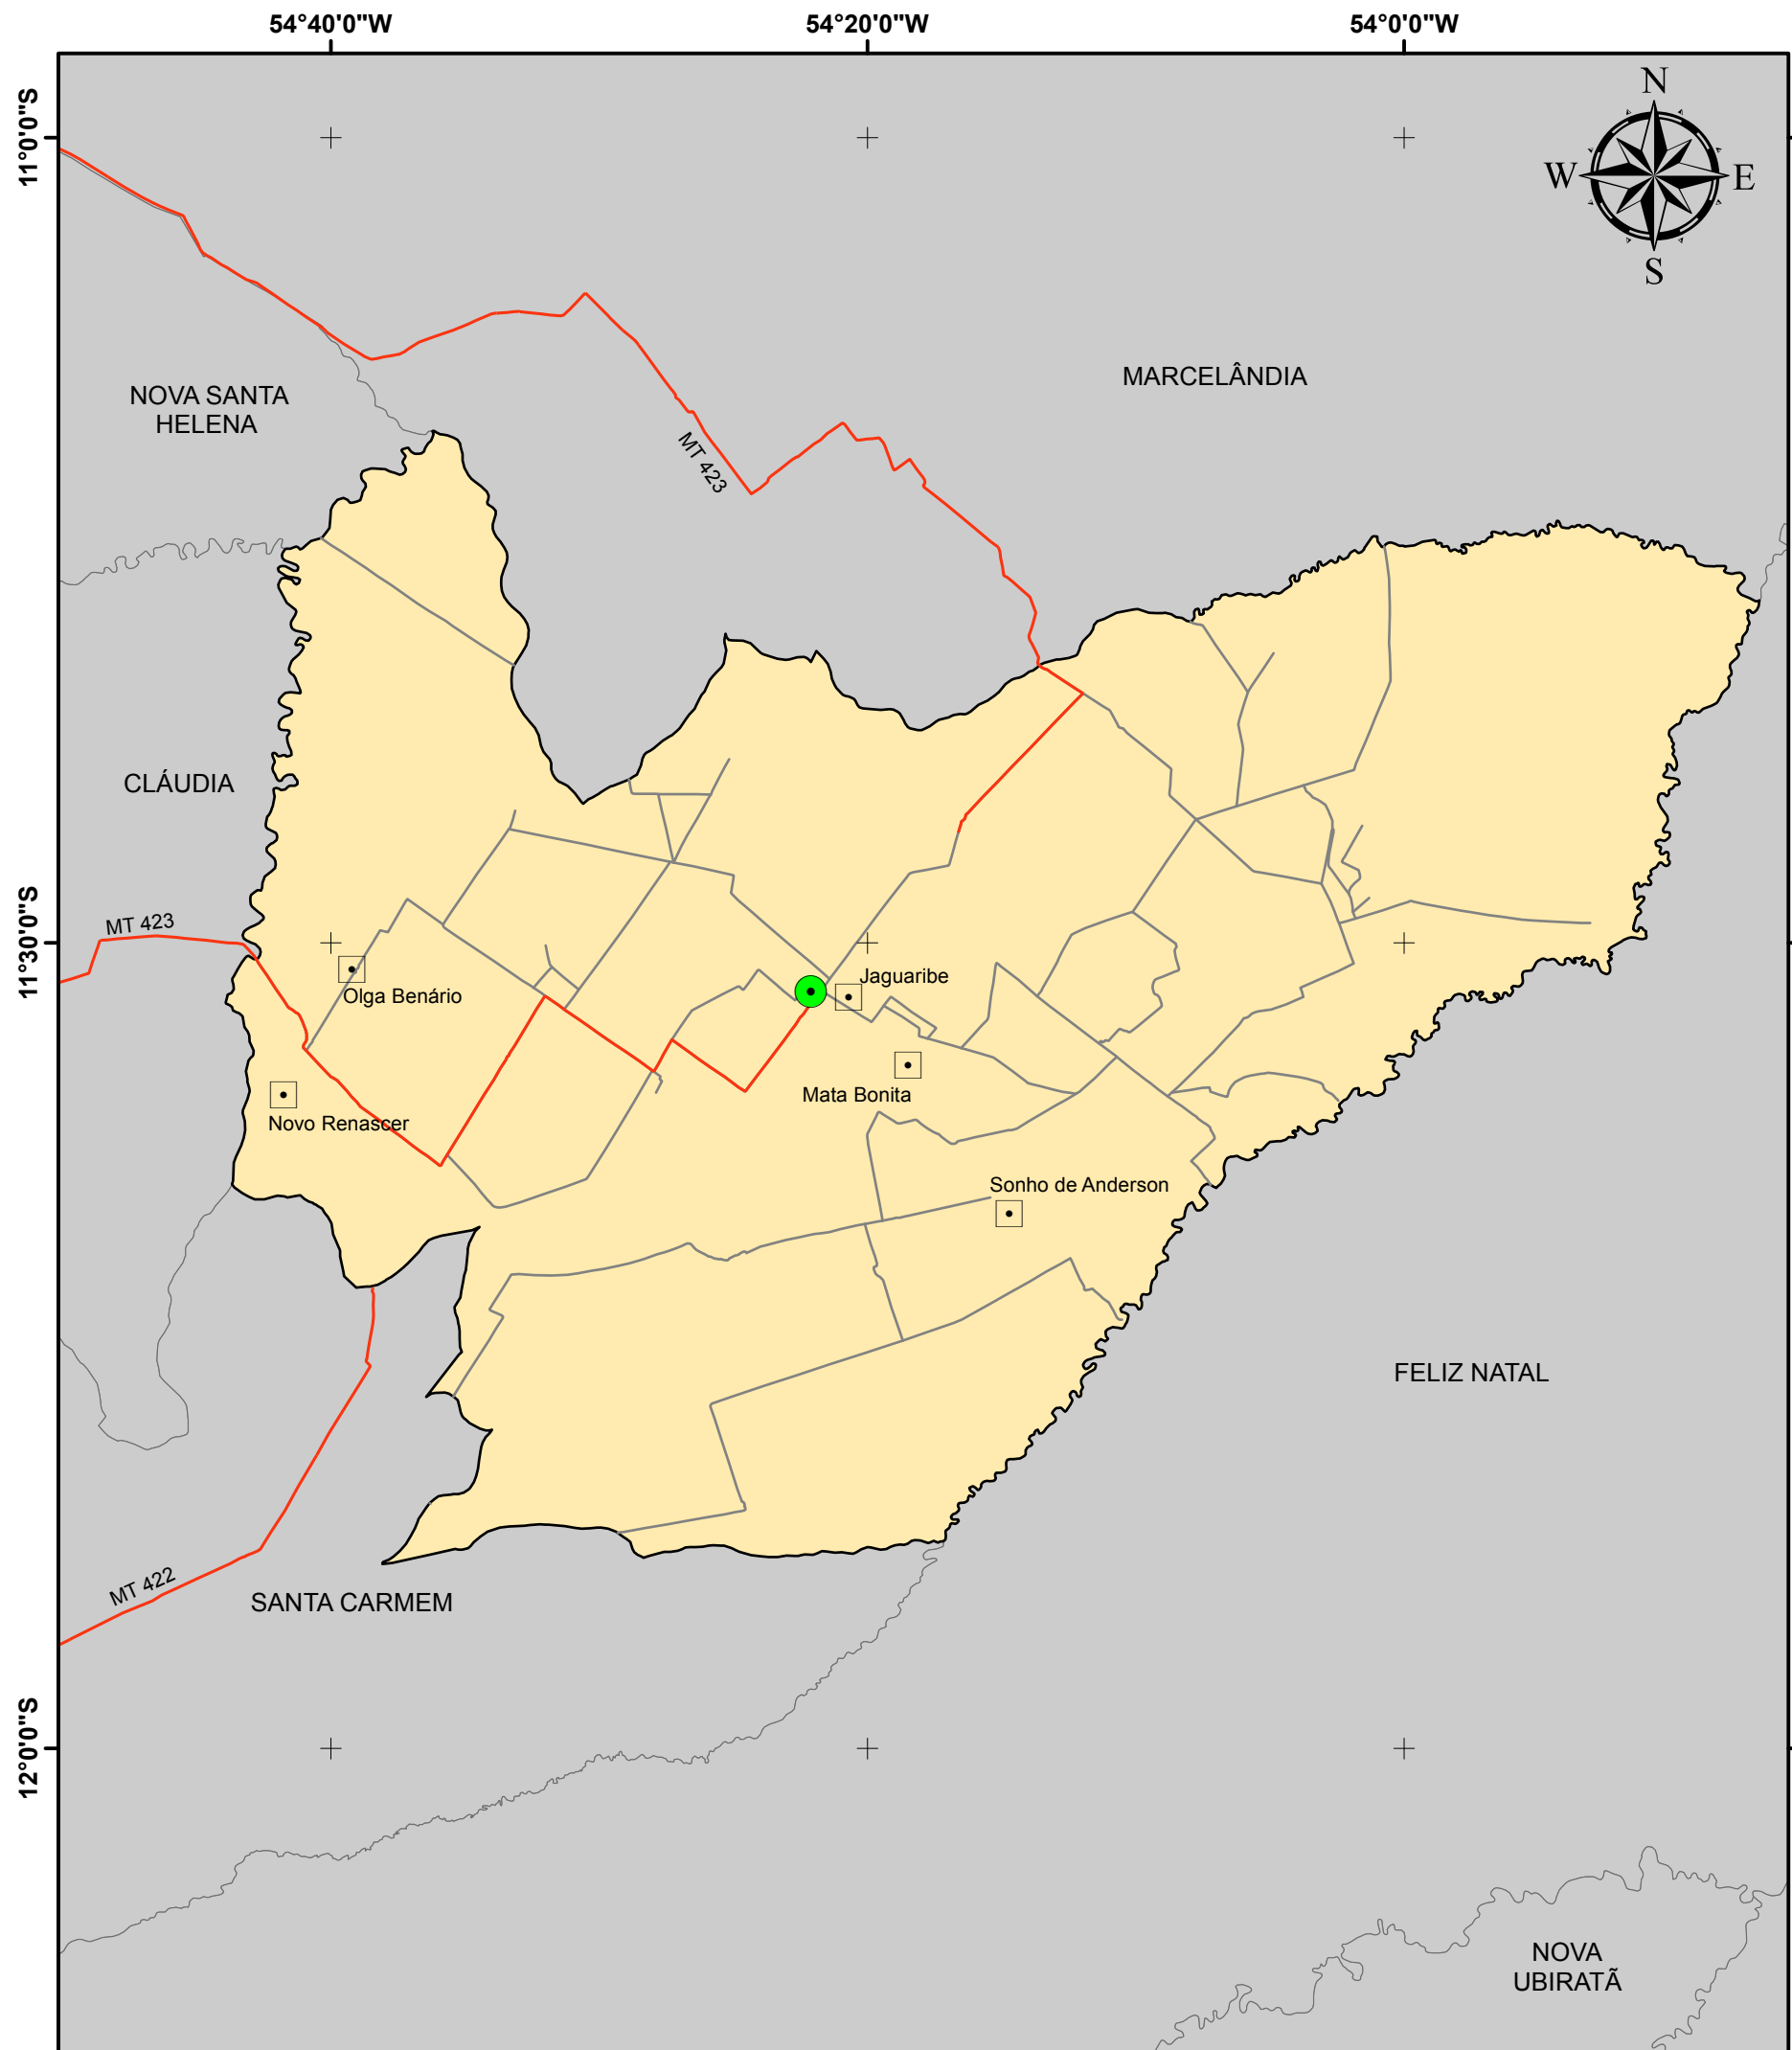 54°40'0"W
54°20'0"W
54°0'0"W
11°0'0"S
N
W
E
S
MARCELÂNDIA
NOVA SANTA
HELENA
MT 423
CLÁUDIA
MT 423
11°30'0"S
Olga Benário
Jaguaribe
Mata Bonita
Novo Renascer
Sonho de Anderson
FELIZ NATAL
MT 422
SANTA CARMEM
12°0'0"S
NOVA
UBIRATÃ